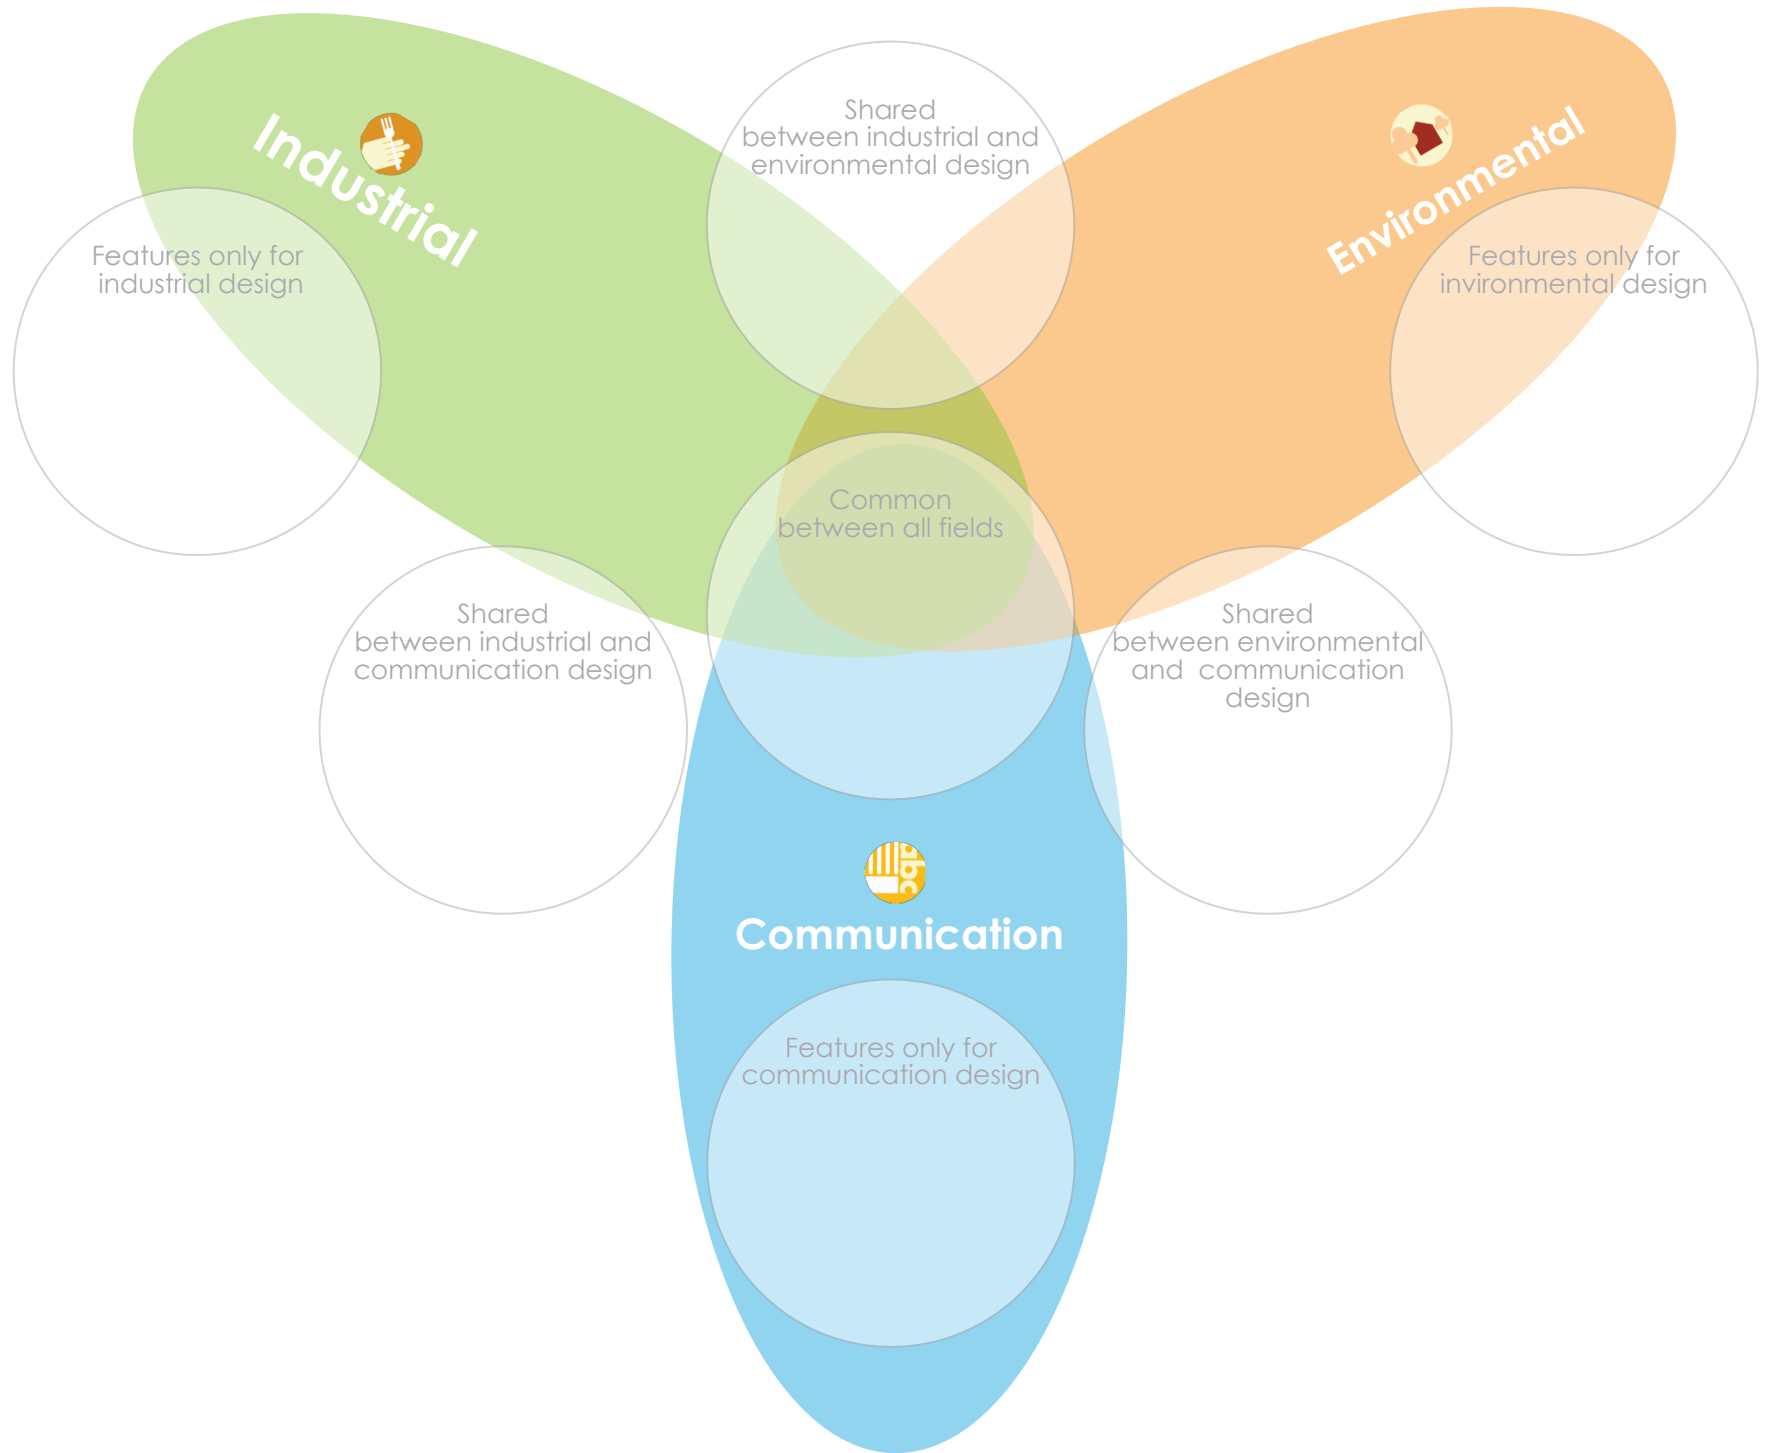 Industrial
Shared
between industrial and
environmental design
Environmental
Features only for
industrial design
Features only for
invironmental design
Common
between all fields
Shared
between industrial and
communication design
Shared
between environmental
and  communication
design
abc
Communication
Features only for
communication design